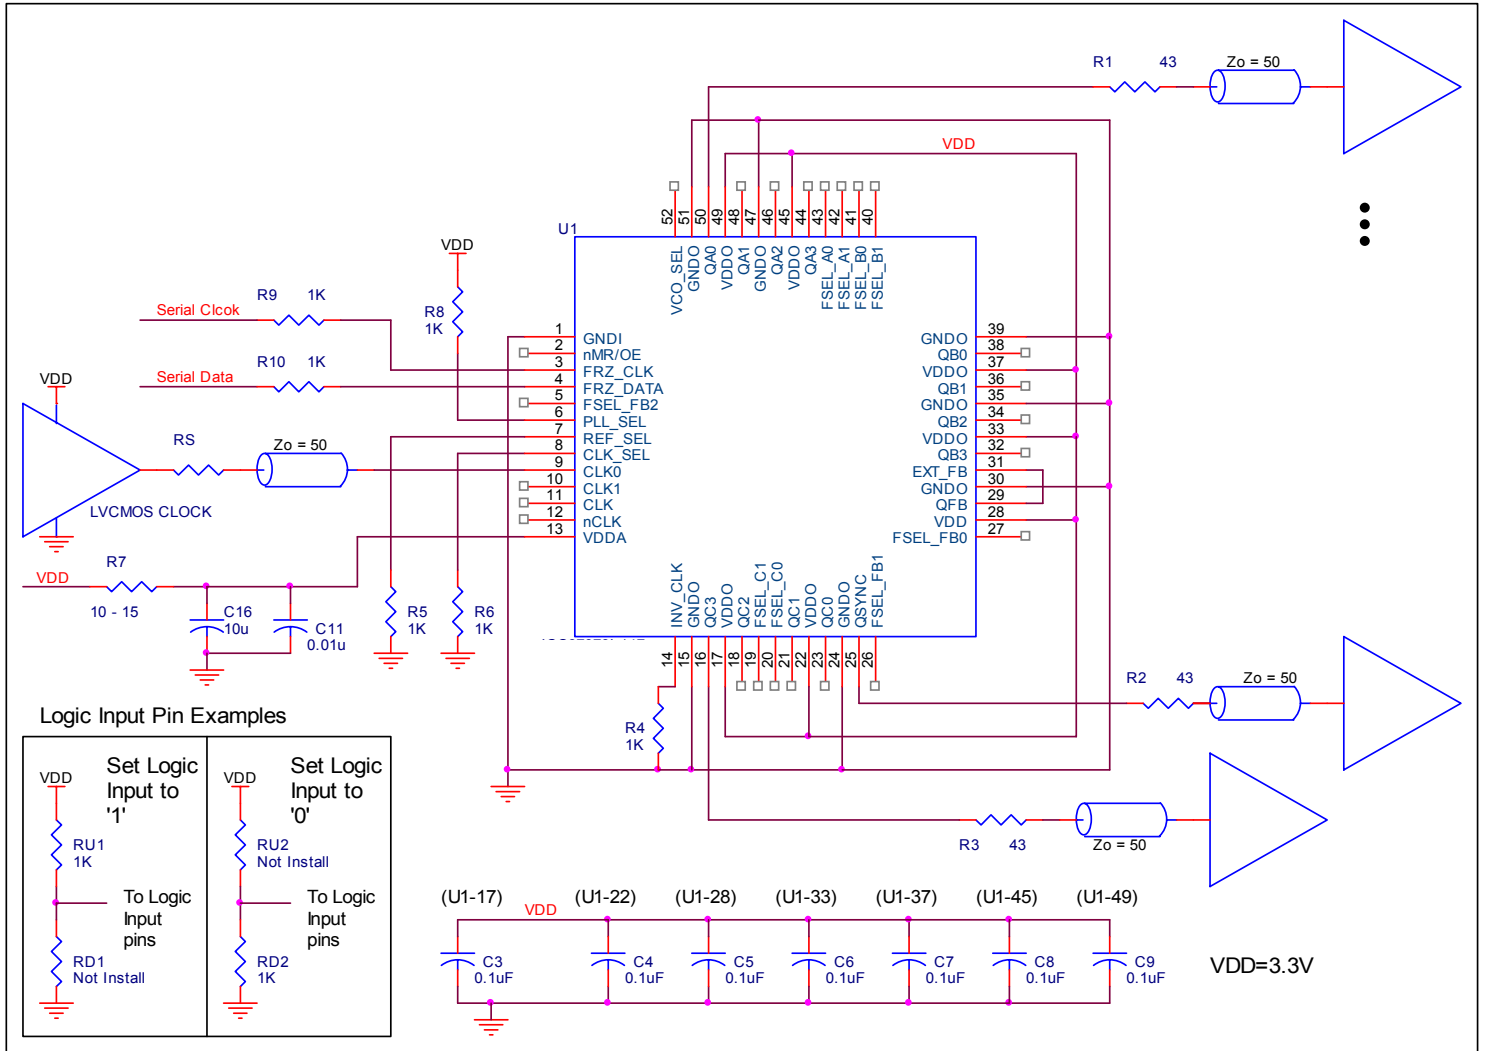 R1 43 Zo = 50
VDD
52 51 50 49 48 47 46 45 44 43 42 41 40
U1
VCO_SEL GNDO QA0 VDDO QA1 GNDO QA2 VDDO QA3 FSEL_A0 FSEL_A1 FSEL_B0 FSEL_B1
VDD
R8
1K
R9 1K
Serial Clcok
R10 1K
Serial Data
VDD
RS
Zo = 50
LVCMOS CLOCK
1 GNDI
2 nMR/OE
3 FRZ_CLK
4 FRZ_DATA
5 FSEL_FB2
6 PLL_SEL
7 REF_SEL
8 CLK_SEL
9 CLK0
10 CLK1
11 CLK
12 nCLK
13 VDDA
GNDO 39
QB0 38
VDDO 37
QB1 36
GNDO 35
QB2 34
VDDO 33
QB3 32
EXT_FB 31
GNDO 30
QFB 29
VDD 28
FSEL_FB0 27
R7
VDD
10 - 15
C16
10u
C11
0.01u
R5
1K
R6
1K
INV_CLK GNDO QC3 VDDO QC2 FSEL_C1 FSEL_C0 QC1 VDDO QC0 GNDO QSYNC FSEL_FB1
14 15 16 17 18 19 20 21 22 23 24 25 26
R4
1K
R2 43 Zo = 50
R3 43 Zo = 50
Logic Input Pin Examples
VDD
Set Logic
Input to
'1'
RU1
1K
To Logic
Input
pins
RD1
Not Install
VDD
Set Logic
Input to
'0'
RU2
Not Install
To Logic
Input
pins
RD2
1K
(U1-17) (U1-22) (U1-28) (U1-33) (U1-37) (U1-45) (U1-49)
VDD
C3 C4 C5 C6 C7 C8 C9
0.1uF 0.1uF 0.1uF 0.1uF 0.1uF 0.1uF 0.1uF
VDD=3.3V